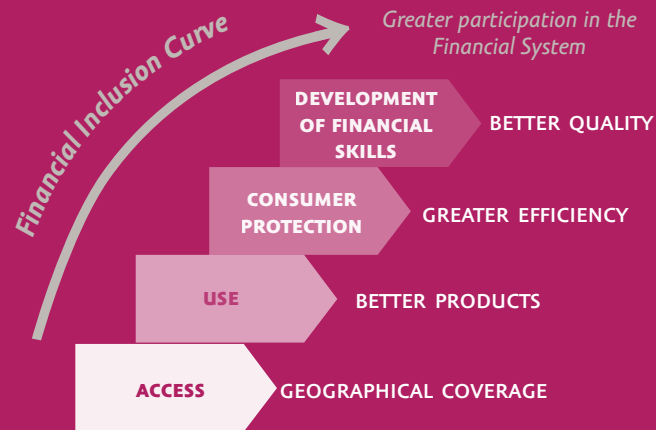 Financial Inclusion Curve
Greater participation in the
Financial System
DEVELOPMENT
OF FINANCIAL
SKILLS
BETTER QUALITY
CONSUMER
PROTECTION
GREATER EFFICIENCY
USE
BETTER PRODUCTS
ACCESS
GEOGRAPHICAL COVERAGE